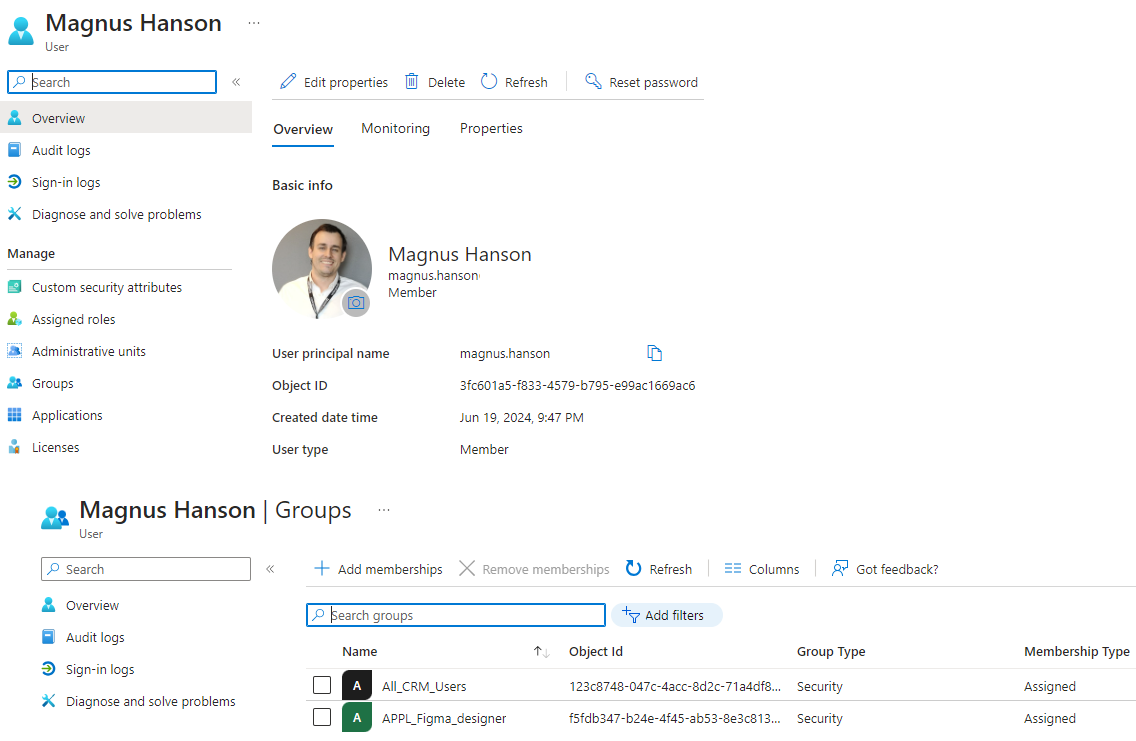 Magnus Hanson ...
User
Search «
Overview
Audit logs
Sign-in logs
Diagnose and solve problems
Manage
Custom security attributes
Assigned roles
Administrative units
Groups
Applications
Licenses
Edit properties Delete Refresh Reset password
Overview Monitoring Properties
Basic info
Magnus Hanson
magnus.hanson
Member
User principal name magnus.hanson
Object ID 3fc601a5-f833-4579-b795-e99ac1669ac6
Created date time Jun 19, 2024, 9:47 PM
User type Member
Magnus Hanson | Groups ...
User
Search «
Overview
Audit logs
Sign-in logs
Diagnose and solve problems
Add memberships Remove memberships Refresh Columns Got feedback?
Search groups Add filters
Name ↑↓ Object Id Group Type Membership Type
A All_CRM_Users 123c8748-047c-4acc-8d2c-71a4df8... Security Assigned
A APPL_Figma_designer f5fdb347-b24e-4f45-ab53-8e3c813... Security Assigned